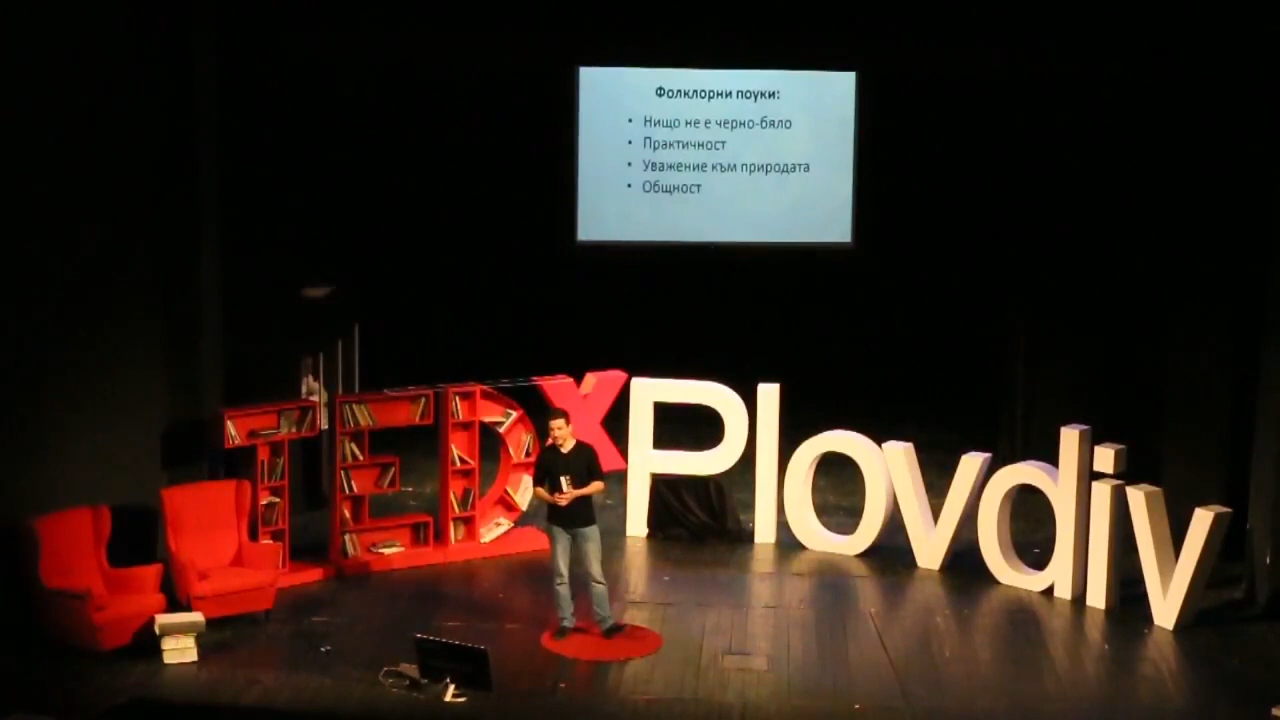 Фолклорни поуки:
• Нищо не е черно-бяло
• Практичност
• Уважение към природата
• Общност
TEDxPlovdiv